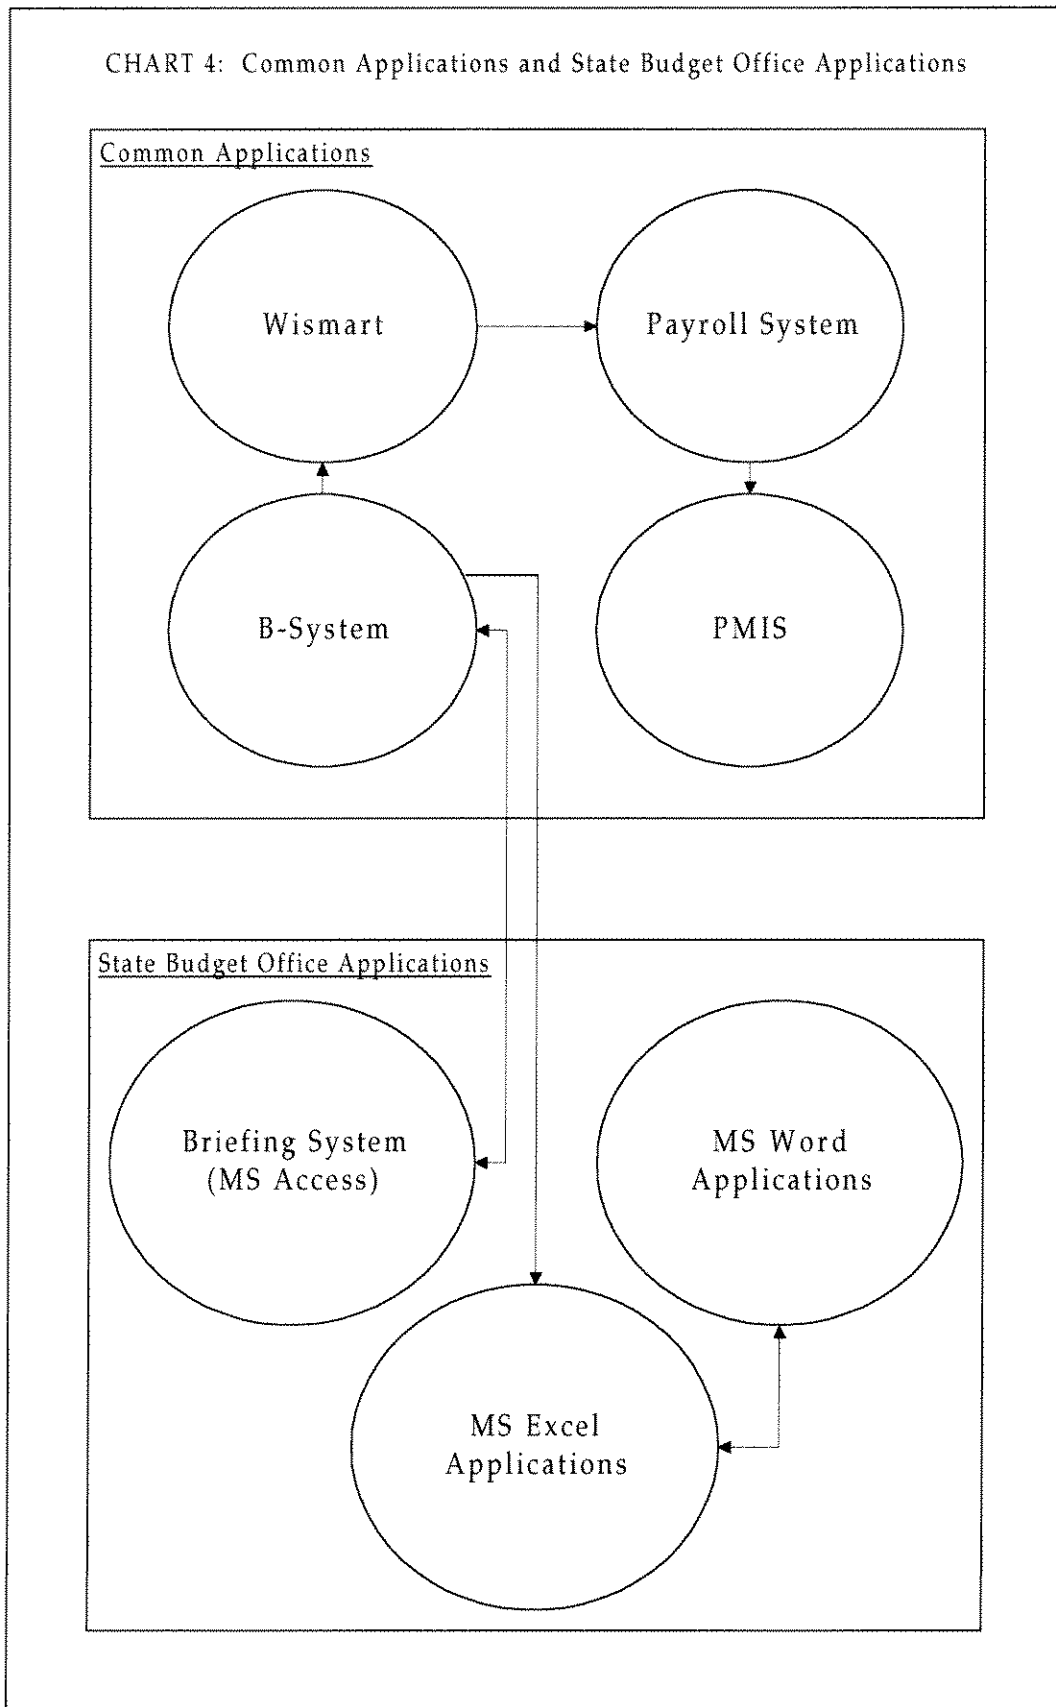 CHART 4: Common Applications and State Budget Office Applications
Common Applications
Wismart
Payroll System
B-System
PMIS
State Budget Office Applications
Briefing System
(MS Access)
MS Word
Applications
MS Excel
Applications